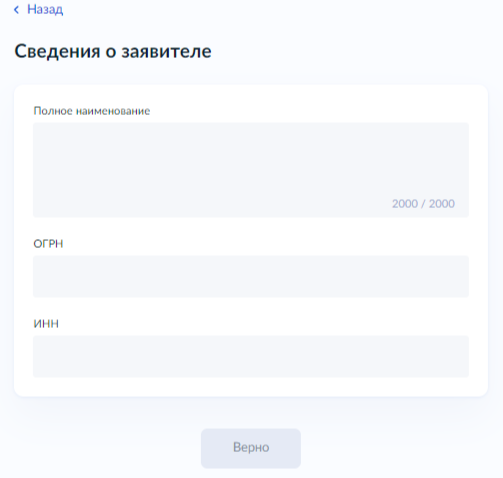 Назад
Сведения о заявителе
Полное наименование
2000 / 2000
ОГРН
ИНН
Верно